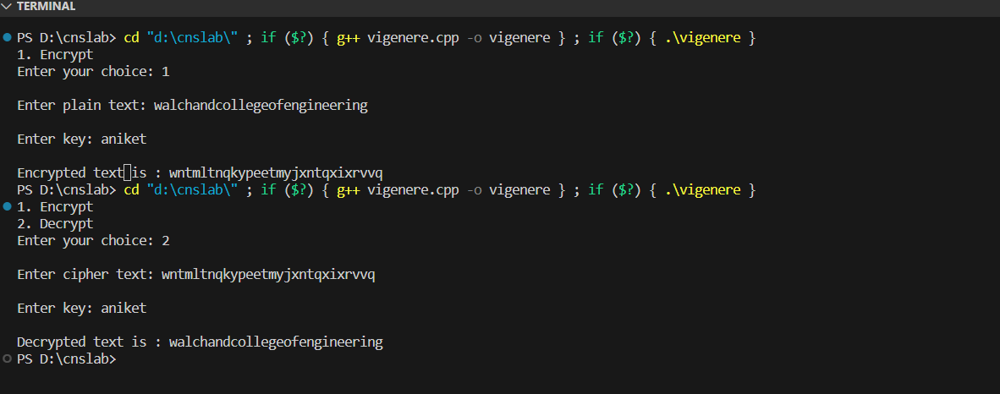 TERMINAL
PS D:\cnslab> cd "d:\cnslab\" ; if ($?) { g++ vigenere.cpp -o vigenere } ; if ($?) { .\vigenere }
1. Encrypt
Enter your choice: 1
Enter plain text: walchandcollegeofengineering
Enter key: aniket
Encrypted text is : wntmltnqkypeetmyjxntqxixrvvq
PS D:\cnslab> cd "d:\cnslab\" ; if ($?) { g++ vigenere.cpp -o vigenere } ; if ($?) { .\vigenere }
1. Encrypt
2. Decrypt
Enter your choice: 2
Enter cipher text: wntmltnqkypeetmyjxntqxixrvvq
Enter key: aniket
Decrypted text is : walchandcollegeofengineering
PS D:\cnslab>